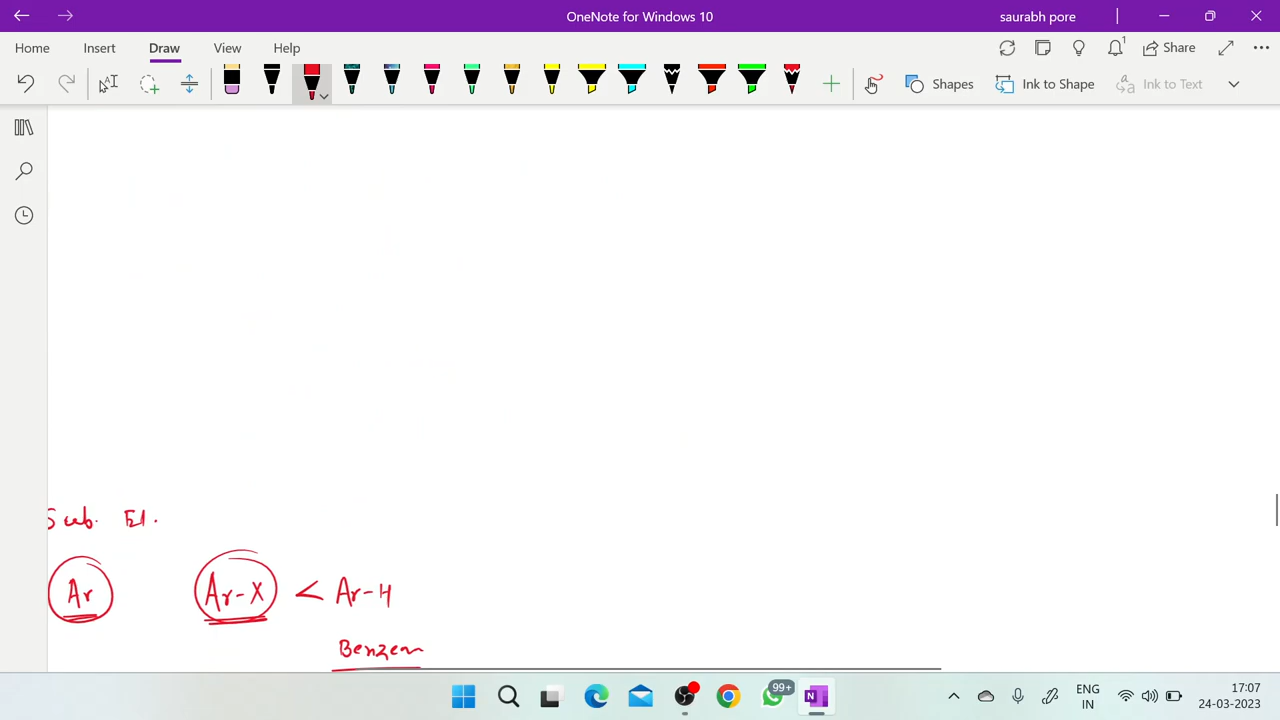 OneNote for Windows 10
saurabh pore
Home Insert Draw View Help
Share
Shapes Ink to Shape Ink to Text
Sub. El.
Ar Ar-X < Ar-H
Benzen
99+
ENG
IN
17:07
24-03-2023